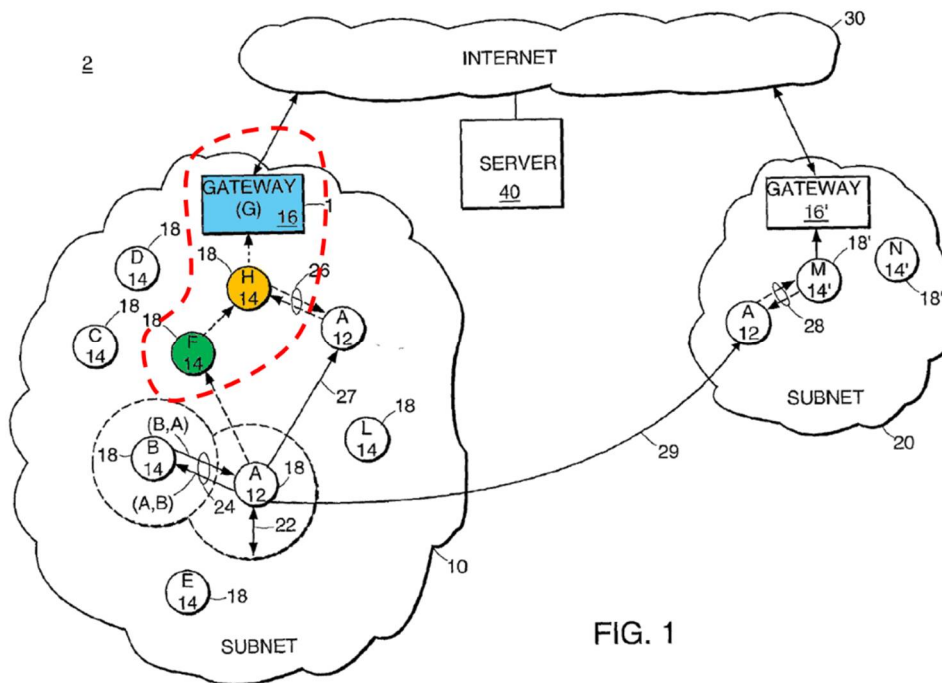 30
2
INTERNET
SERVER
40
GATEWAY
(G)
16
1
GATEWAY
16'
18
D
14
18
H
14
26
18'
M
14'
N
14'
18'
18
C
14
18
F
14
A
12
A
12
28
27
SUBNET
20
18
L
14
29
(B,A)
18
B
14
(A,B)
24
A
12
18
22
10
E
14
18
SUBNET
FIG. 1